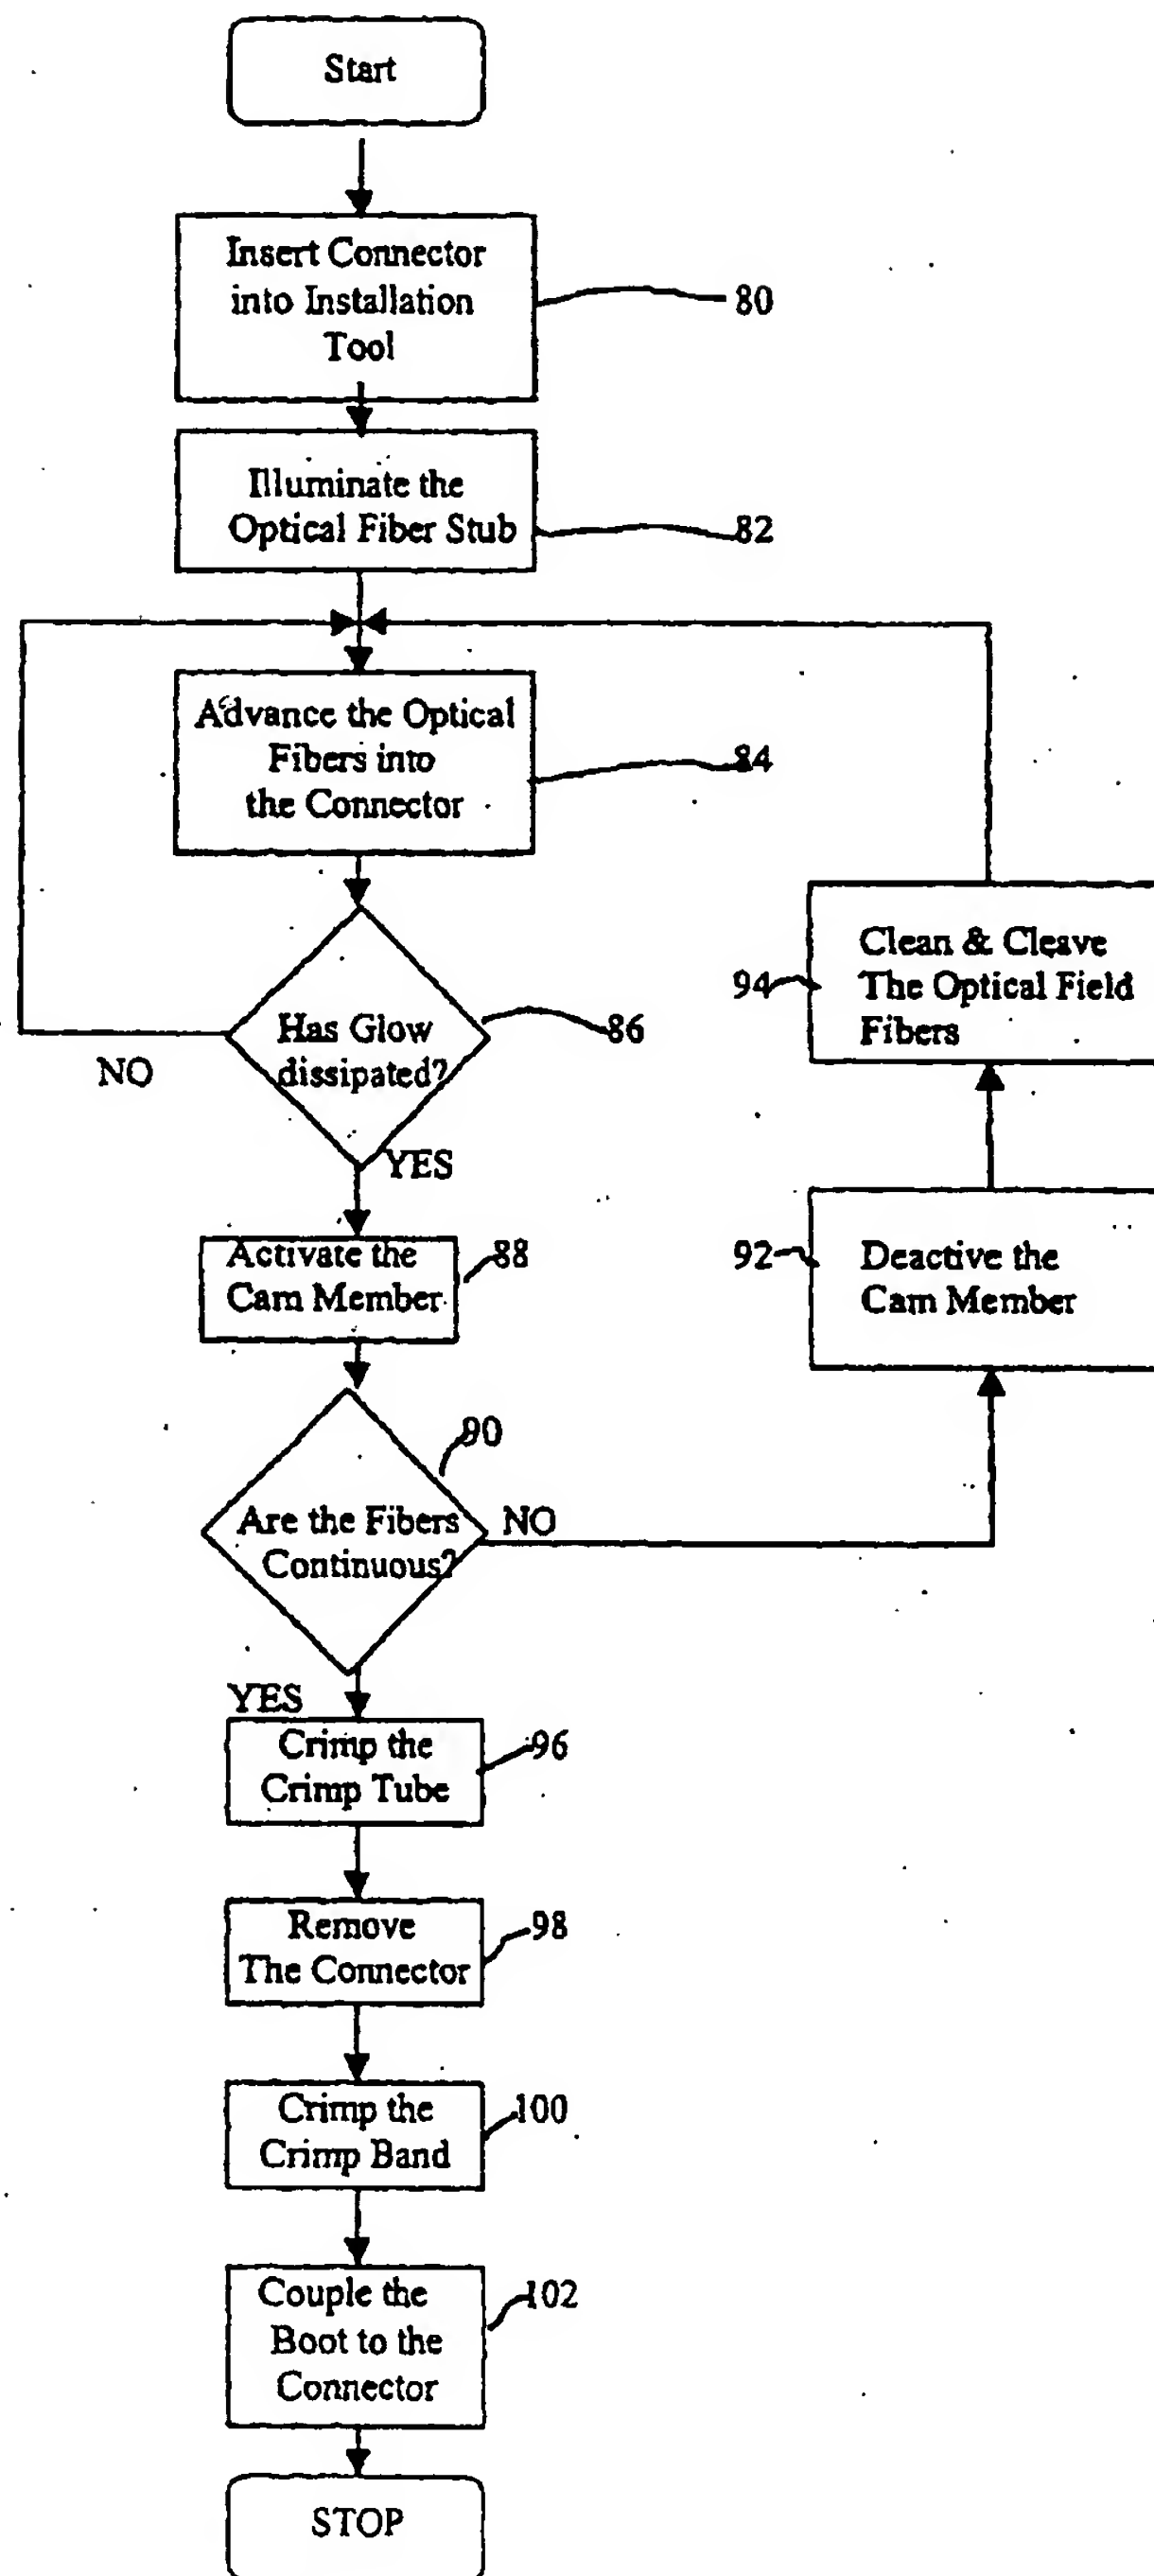 Start
Insert Connector
into Installation
Tool
80
Illuminate the
Optical Fiber Stub
82
Advance the Optical
Fibers into
the Connector
84
Has Glow
dissipated?
86
NO
YES
Activate the
Cam Member
88
Are the Fibers
Continuous?
90
NO
92
Deactive the
Cam Member
94
Clean & Cleave
The Optical Field
Fibers
YES
Crimp the
Crimp Tube
96
Remove
The Connector
98
Crimp the
Crimp Band
100
Couple the
Boot to the
Connector
102
STOP